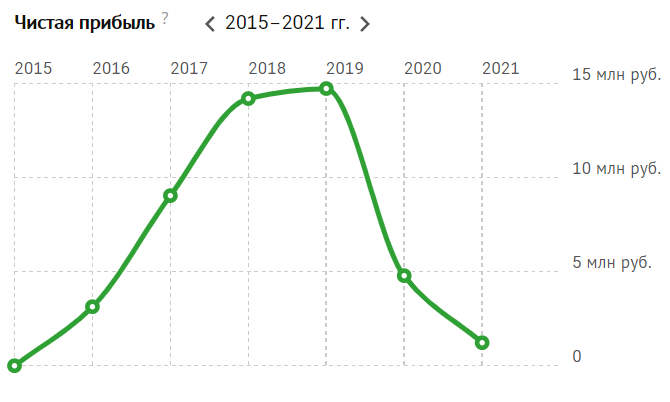 Чистая прибыль ? < 2015–2021 гг. >
2015 2016 2017 2018 2019 2020 2021
15 млн руб.
10 млн руб.
5 млн руб.
0